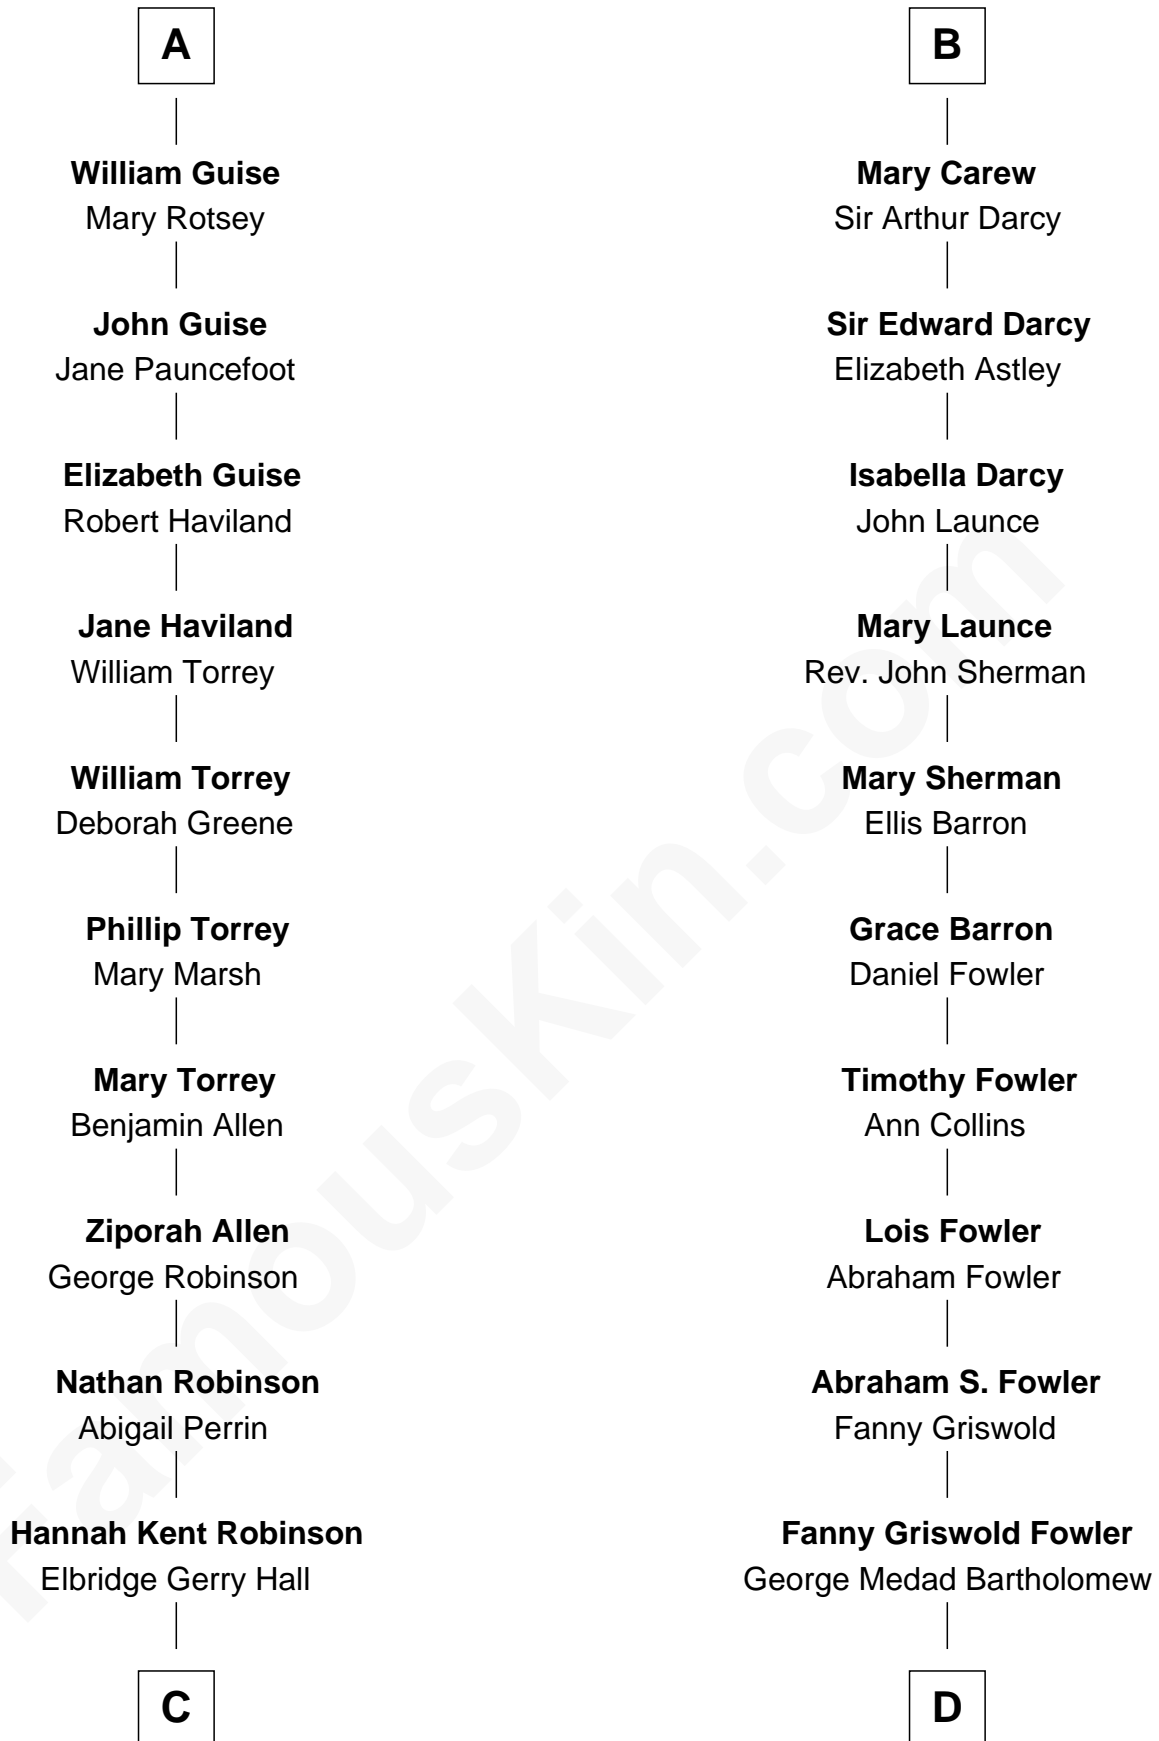 A
William Guise
Mary Rotsey
John Guise
Jane Pauncefoot
Elizabeth Guise
Robert Haviland
Jane Haviland
William Torrey
William Torrey
Deborah Greene
Phillip Torrey
Mary Marsh
Mary Torrey
Benjamin Allen
Ziporah Allen
George Robinson
Nathan Robinson
Abigail Perrin
Hannah Kent Robinson
Elbridge Gerry Hall
C
B
Mary Carew
Sir Arthur Darcy
Sir Edward Darcy
Elizabeth Astley
Isabella Darcy
John Launce
Mary Launce
Rev. John Sherman
Mary Sherman
Ellis Barron
Grace Barron
Daniel Fowler
Timothy Fowler
Ann Collins
Lois Fowler
Abraham Fowler
Abraham S. Fowler
Fanny Griswold
Fanny Griswold Fowler
George Medad Bartholomew
D
FamousKin.com